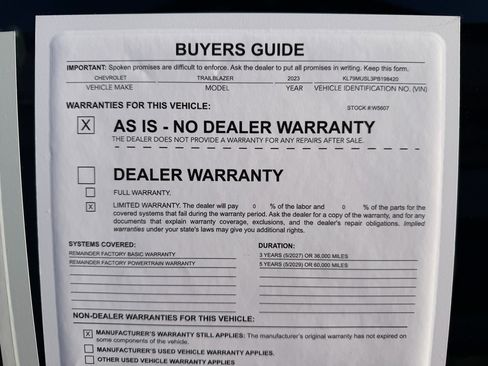 BUYERS GUIDE
IMPORTANT: Spoken promises are difficult to enforce. Ask the dealer to put all promises in writing. Keep this form.
CHEVROLET TRAILBLAZER 2023 KL79MUSL3PB198420
VEHICLE MAKE MODEL YEAR VEHICLE IDENTIFICATION NO. (VIN)
WARRANTIES FOR THIS VEHICLE: STOCK #:W5607
X AS IS - NO DEALER WARRANTY
THE DEALER DOES NOT PROVIDE A WARRANTY FOR ANY REPAIRS AFTER SALE.
DEALER WARRANTY
FULL WARRANTY.
X LIMITED WARRANTY. The dealer will pay 0 % of the labor and 0 % of the parts for the
covered systems that fail during the warranty period. Ask the dealer for a copy of the warranty, and for any
documents that explain warranty coverage, exclusions, and the dealer's repair obligations. Implied
warranties under your state's laws may give you additional rights.
SYSTEMS COVERED: DURATION:
REMAINDER FACTORY BASIC WARRANTY 3 YEARS (5/2027) OR 36,000 MILES
REMAINDER FACTORY POWERTRAIN WARRANTY 5 YEARS (5/2029) OR 60,000 MILES
NON-DEALER WARRANTIES FOR THIS VEHICLE:
X MANUFACTURER'S WARRANTY STILL APPLIES: The manufacturer's original warranty has not expired on
some components of the vehicle.
MANUFACTURER'S USED VEHICLE WARRANTY APPLIES.
OTHER USED VEHICLE WARRANTY APPLIES